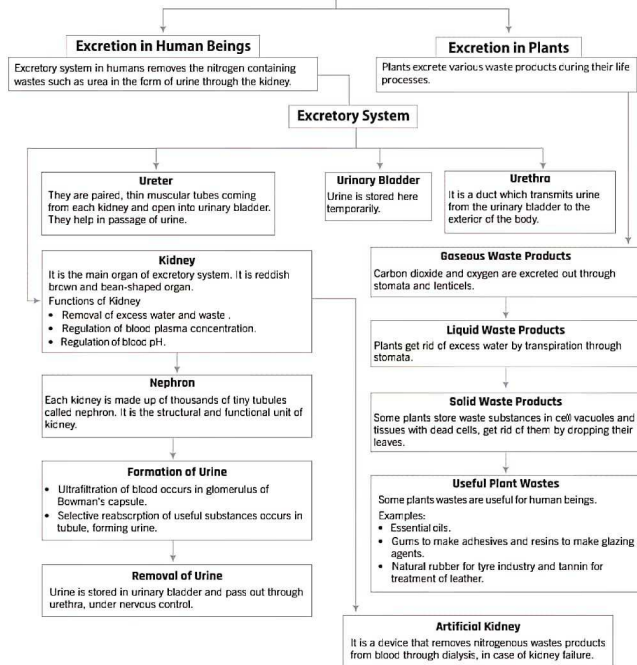 Excretion in Human Beings
Excretory system in humans removes the nitrogen containing
wastes such as urea in the form of urine through the kidney.
Excretion in Plants
Plants excrete various waste products during their life
processes.
Excretory System
Ureter
They are paired, thin muscular tubes coming
from each kidney and open into urinary bladder.
They help in passage of urine.
Urinary Bladder
Urine is stored here
temporarily.
Urethra
It is a duct which transmits urine
from the urinary bladder to the
exterior of the body.
Kidney
It is the main organ of excretory system. It is reddish
brown and bean-shaped organ.
Functions of Kidney
• Removal of excess water and waste .
• Regulation of blood plasma concentration.
• Regulation of blood pH.
Nephron
Each kidney is made up of thousands of tiny tubules
called nephron. It is the structural and functional unit of
kidney.
Formation of Urine
• Ultrafiltration of blood occurs in glomerulus of
Bowman's capsule.
• Selective reabscrption of useful substances occurs in
tubule, forming urine.
Removal of Urine
Urine is stored in urinary bladder and pass out through
urethra, under nervous control.
Gaseous Waste Products
Carbon dioxide and oxygen are excreted out through
stomata and lenticels.
Liquid Waste Products
Plants get rid of excess water by transpiration through
stomata.
Solid Waste Products
Some plants store waste substances in cell vacuoles and
tissues with dead cells, get rid of them by dropping their
leaves.
Useful Plant Wastes
Some plants wastes are useful for human beings.
Examples:
• Essential oils.
• Gums to make adhesives and resins to make glazing
agents.
• Natural rubber for tyre industry and tannin for
treatment of leather.
Artificial Kidney
It is a device that removes nitrogenous wastes products
from blood through dialysis, in case of kidney failure.